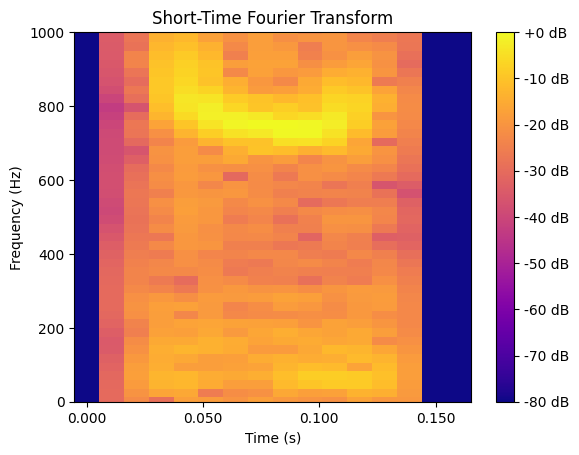 Short-Time Fourier Transform
1000
800
600
400
200
0
Frequency (Hz)
0.000
0.050
0.100
0.150
Time (s)
+0 dB
-10 dB
-20 dB
-30 dB
-40 dB
-50 dB
-60 dB
-70 dB
-80 dB